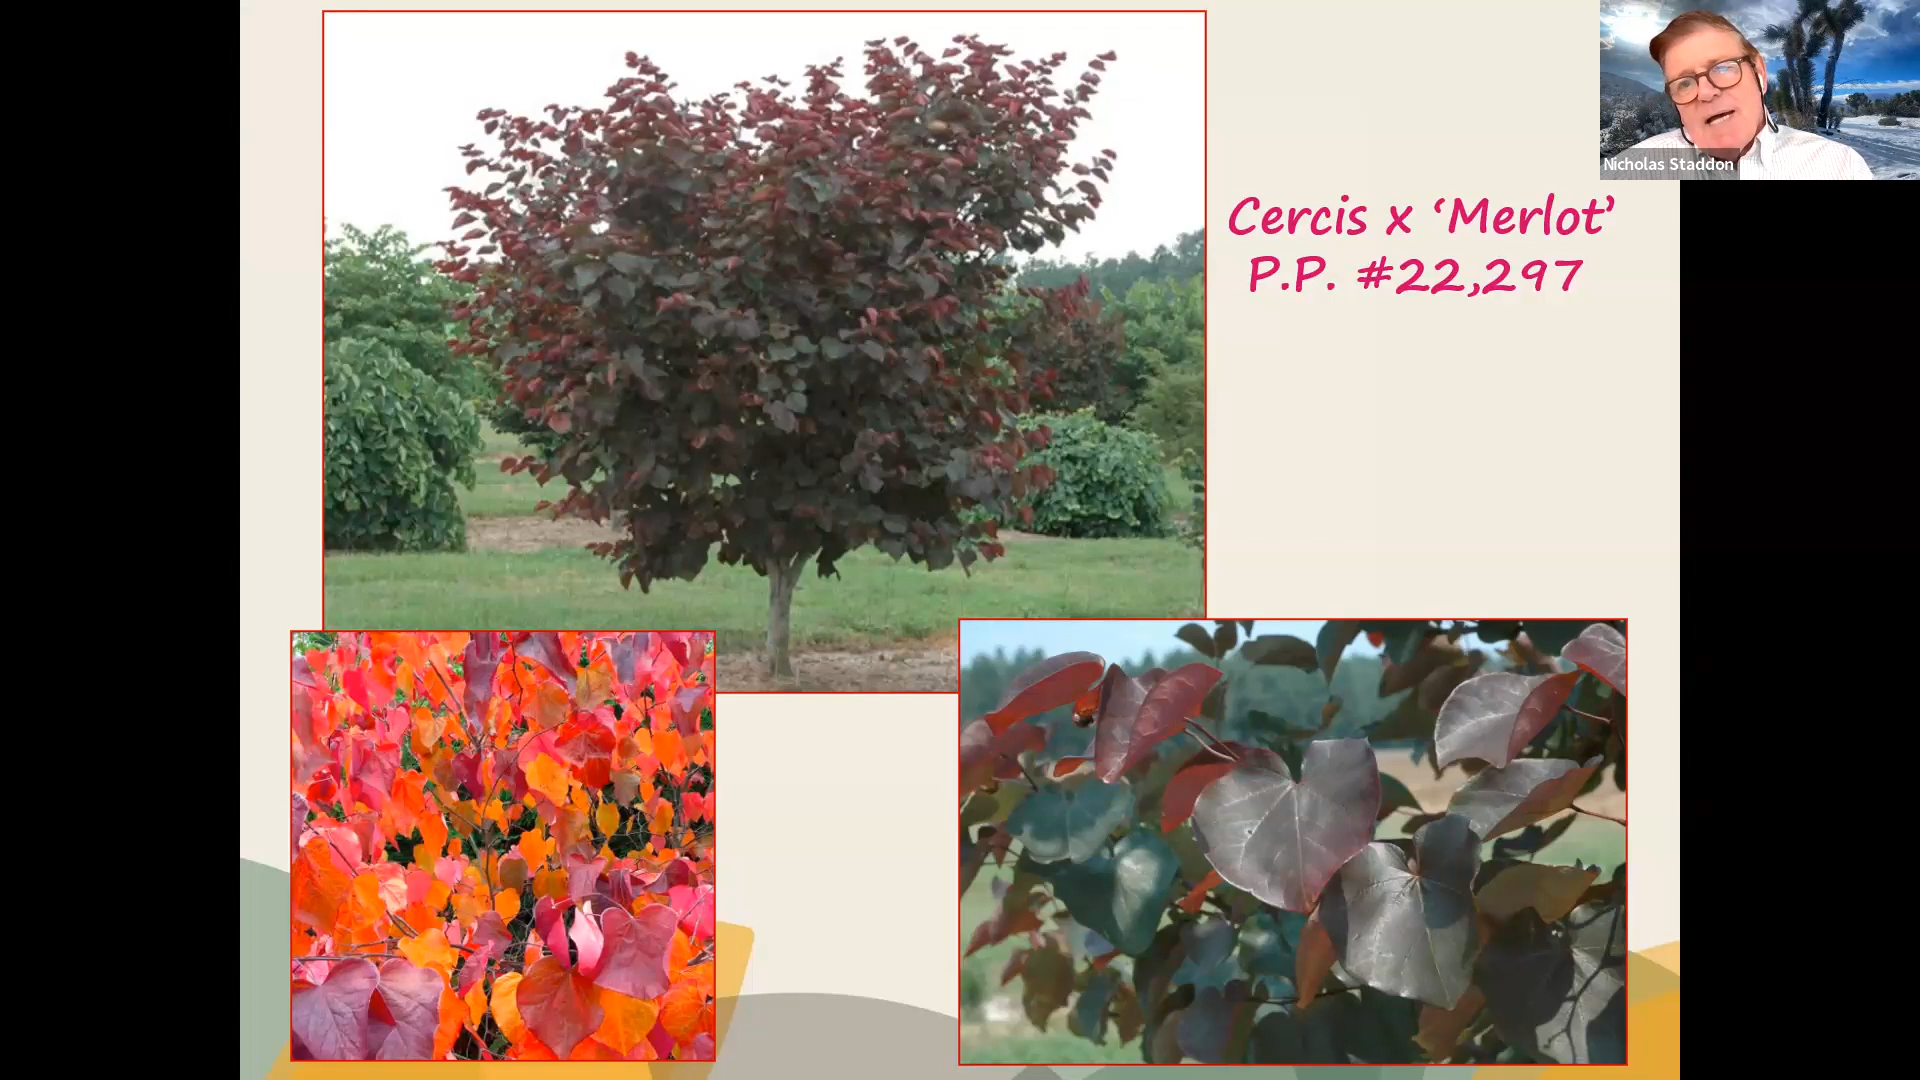 Nicholas Staddon
Cercis x ‘Merlot’
P.P. #22,297